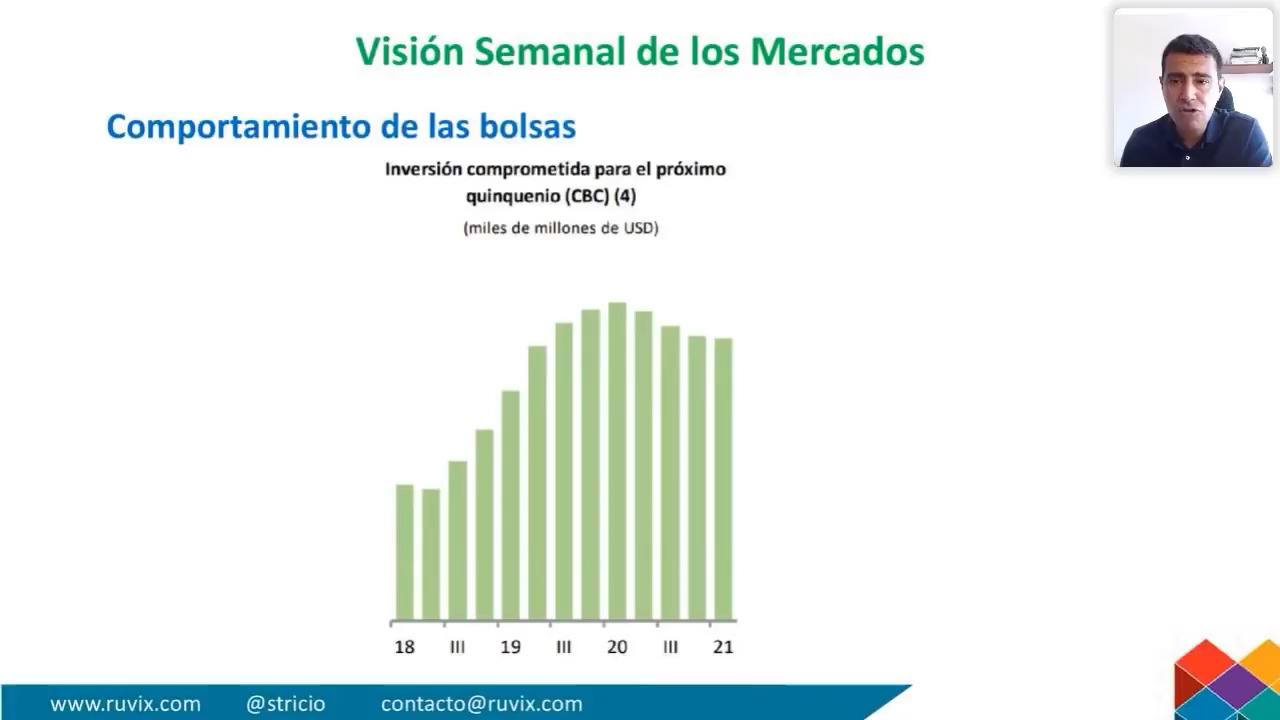 Visión Semanal de los Mercados
Comportamiento de las bolsas
Inversión comprometida para el próximo
quinquenio (CBC) (4)
(miles de millones de USD)
18 III 19 III 20 III 21
www.ruvix.com @stricio contacto@ruvix.com